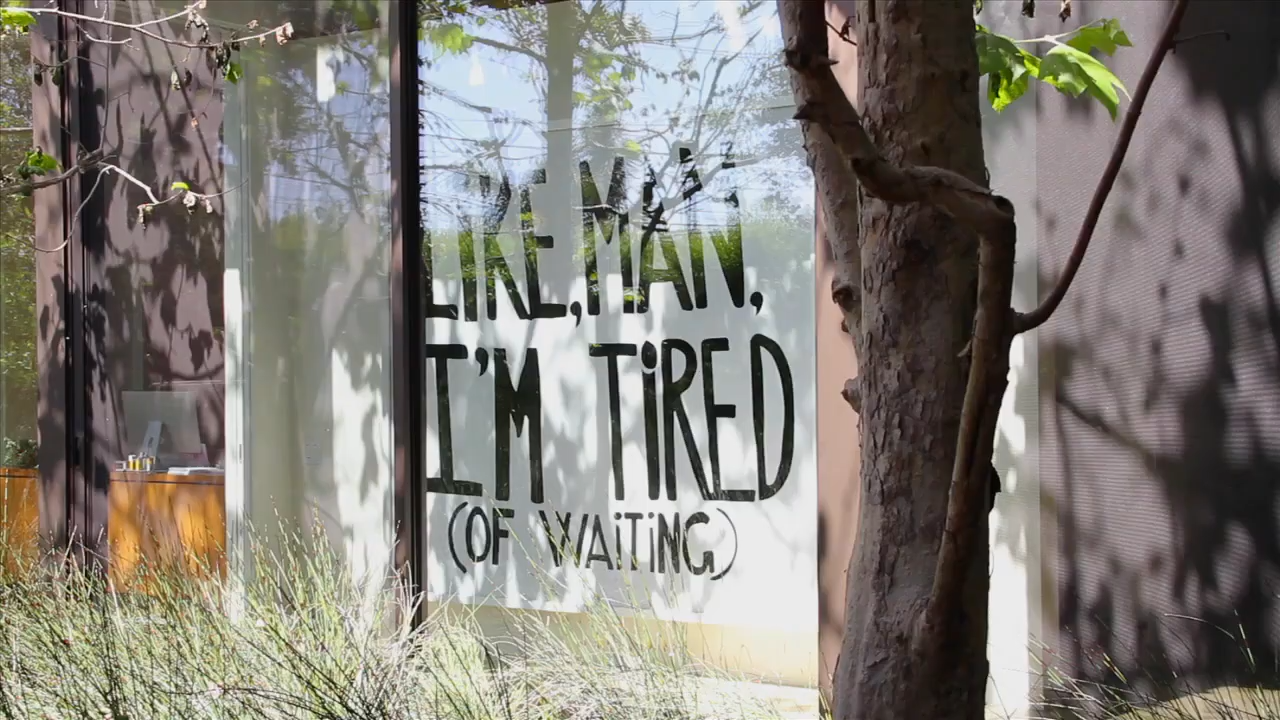 LIKE, MAN,
I'M TiRED
(OF WAiTiNG)